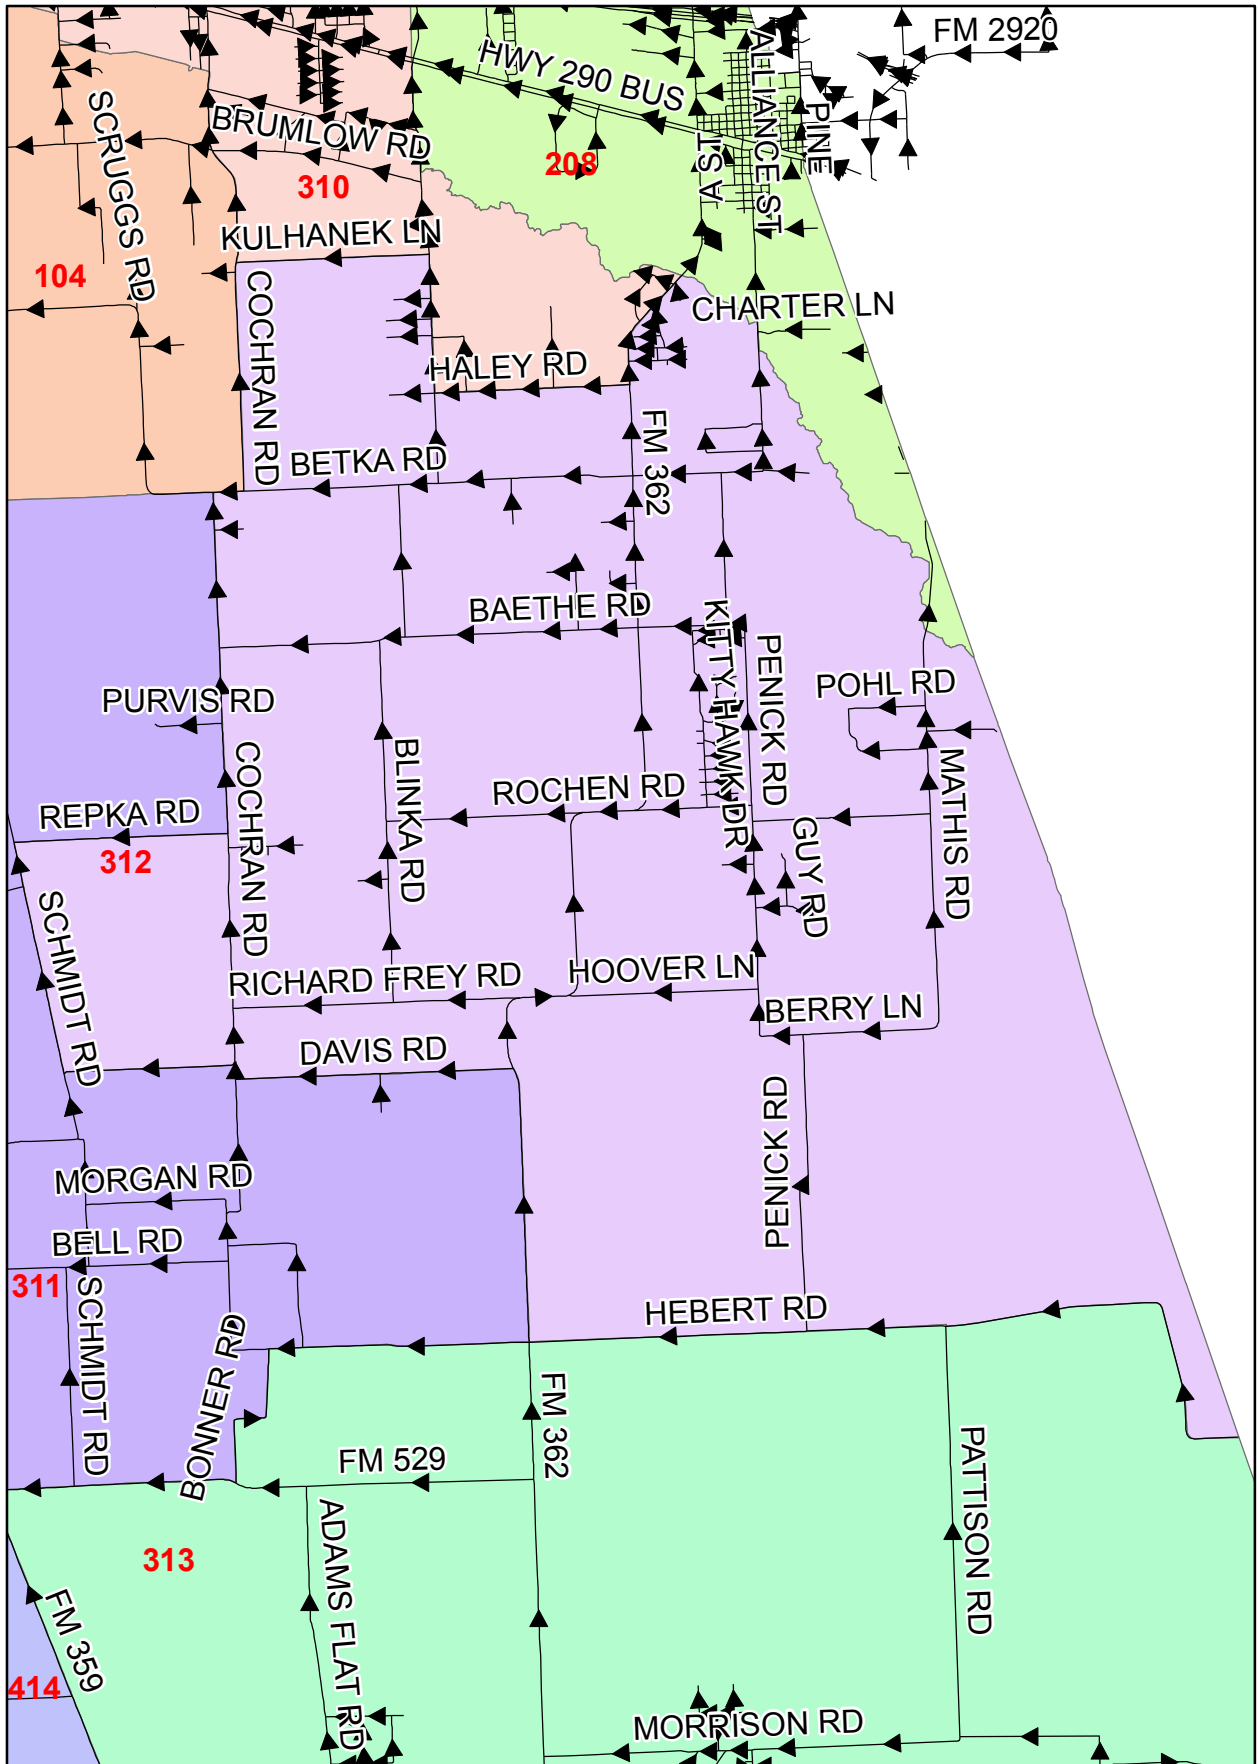 FM 2920
HWY 290 BUS
ALLIANCE ST
PINE
SCRUGGS RD
BRUMLOW RD
208
A ST
310
KULHANEK LN
104
COCHRAN RD
CHARTER LN
HALEY RD
FM 362
BETKA RD
BAETHE RD
KITTY HAWK DR
PENICK RD
POHL RD
PURVIS RD
COCHRAN RD
BLINKA RD
MATHIS RD
ROCHEN RD
REPKA RD
GUY RD
312
SCHMIDT RD
HOOVER LN
RICHARD FREY RD
BERRY LN
DAVIS RD
PENICK RD
MORGAN RD
BELL RD
311
SCHMIDT RD
HEBERT RD
BONNER RD
FM 362
PATTISON RD
FM 529
ADAMS FLAT RD
313
FM 359
414
MORRISON RD